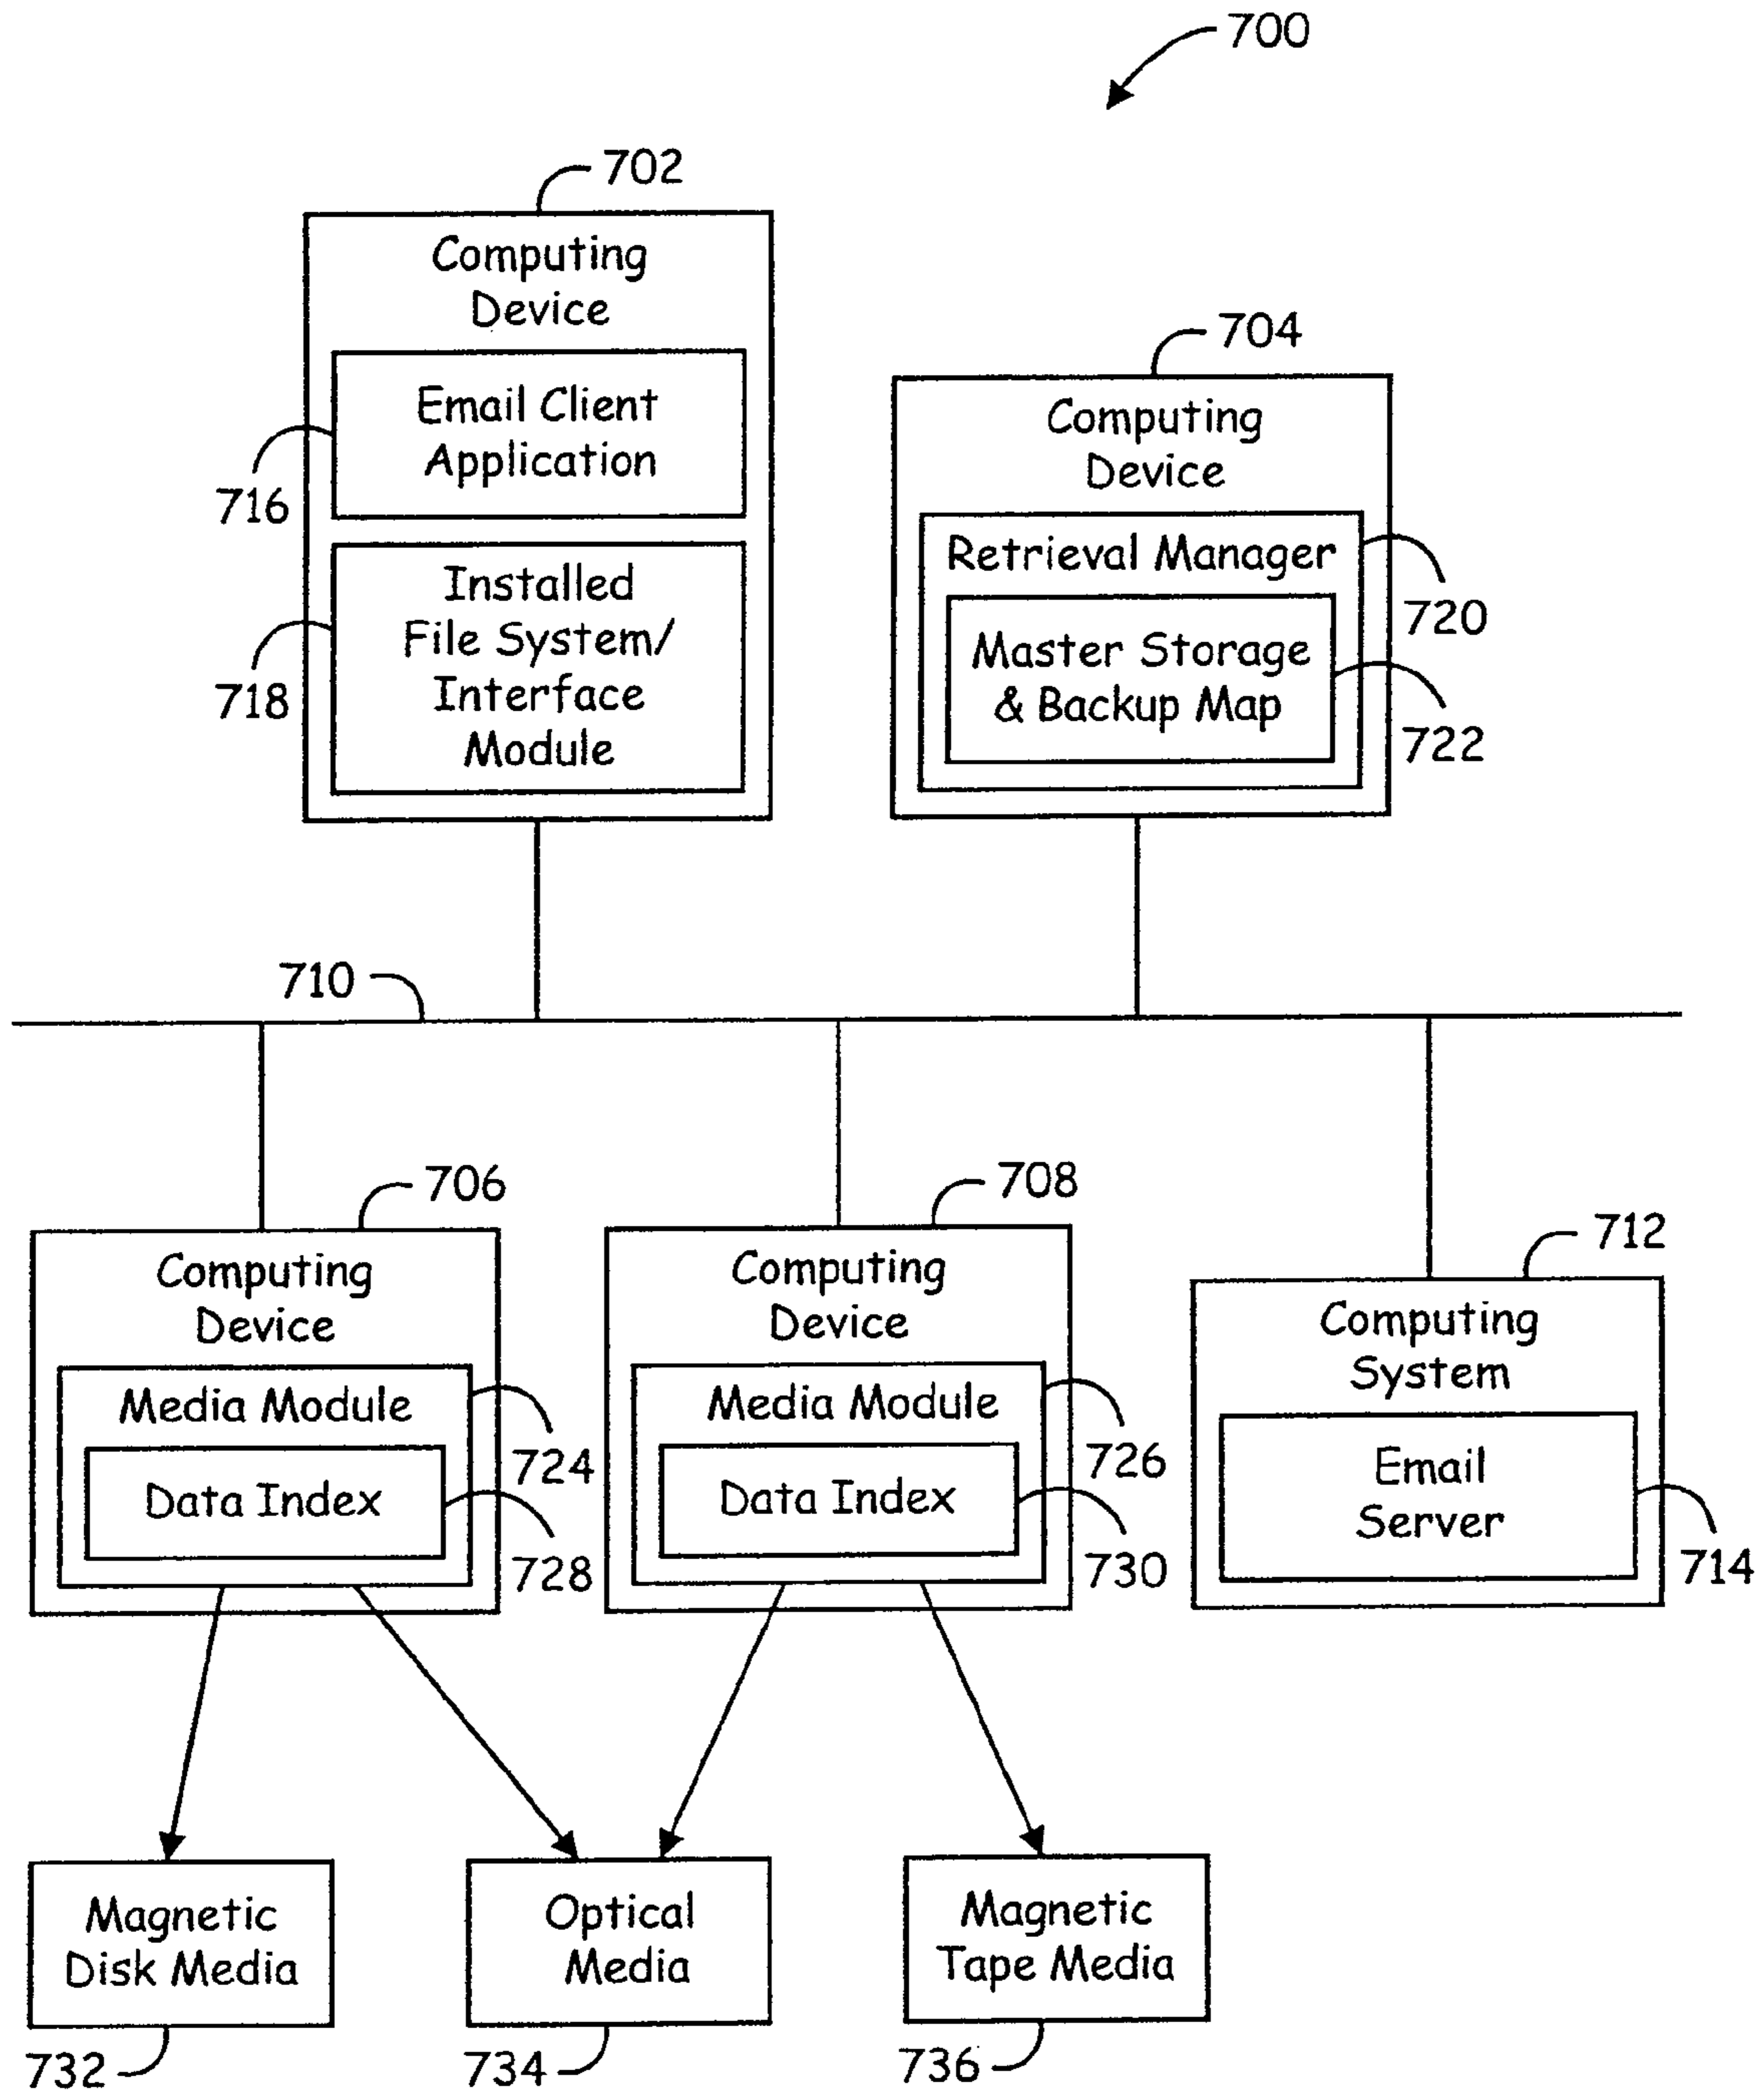 700
702
Computing
Device
Email Client
Application
716
Installed
File System/
Interface
Module
718
704
Computing
Device
Retrieval Manager
720
Master Storage
& Backup Map
722
710
706
Computing
Device
Media Module
724
Data Index
728
708
Computing
Device
Media Module
726
Data Index
730
712
Computing
System
Email
Server
714
Magnetic
Disk Media
732
Optical
Media
734
Magnetic
Tape Media
736